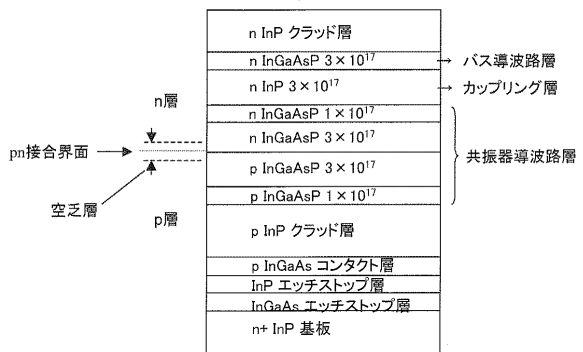 n InP クラッド層
n InGaAsP 3×10¹⁷
バス導波路層
n InP 3×10¹⁷
カップリング層
n層
n InGaAsP 1×10¹⁷
n InGaAsP 3×10¹⁷
pn接合界面
共振器導波路層
p InGaAsP 3×10¹⁷
p InGaAsP 1×10¹⁷
空乏層
p層
p InP クラッド層
p InGaAs コンタクト層
InP エッチストップ層
InGaAs エッチストップ層
n+ InP 基板